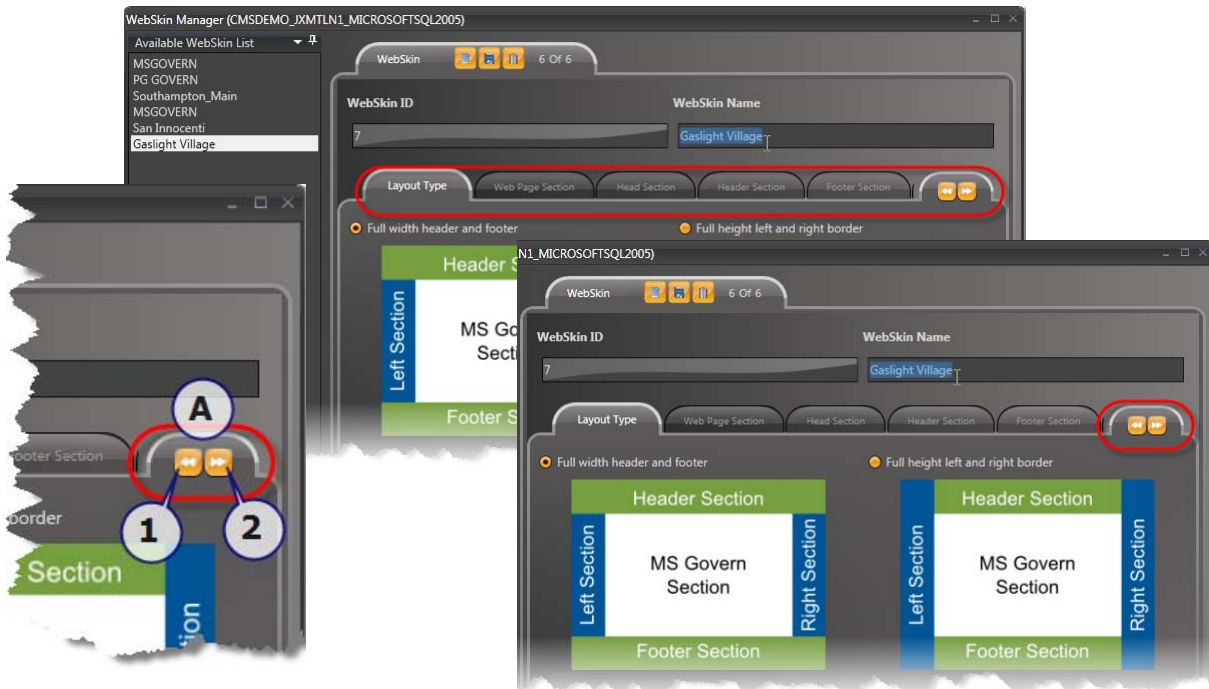 WebSkin Manager (CMSDEMO_JXMTLN1_MICROSOFTSQL2005)
Available WebSkin List
MSGOVERN
PG GOVERN
Southampton_Main
MSGOVERN
San Innocenti
Gaslight Village
WebSkin 6 Of 6
WebSkin ID WebSkin Name
7 Gaslight Village
Layout Type Web Page Section Head Section Header Section Footer Section
Full width header and footer Full height left and right border
Header S
Left Section
MS Go
Secti
Footer S
ooter Section
A
1
2
border
Section
tion
N1_MICROSOFTSQL2005)
WebSkin 6 Of 6
WebSkin ID WebSkin Name
7 Gaslight Village
Layout Type Web Page Section Head Section Header Section Footer Section
Full width header and footer Full height left and right border
Header Section
Left Section
MS Govern
Section
Right Section
Footer Section
Header Section
Left Section
MS Govern
Section
Right Section
Footer Section